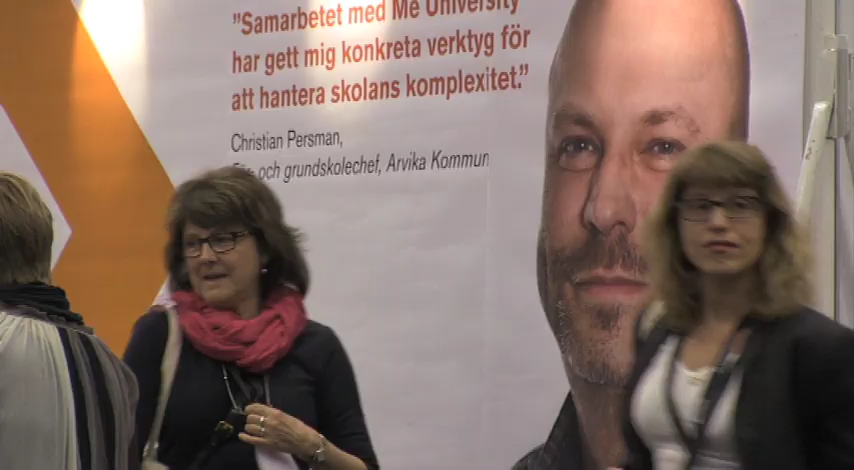 ”Samarbetet med Me University
har gett mig konkreta verktyg för
att hantera skolans komplexitet.”
Christian Persman,
För- och grundskolechef, Arvika Kommun